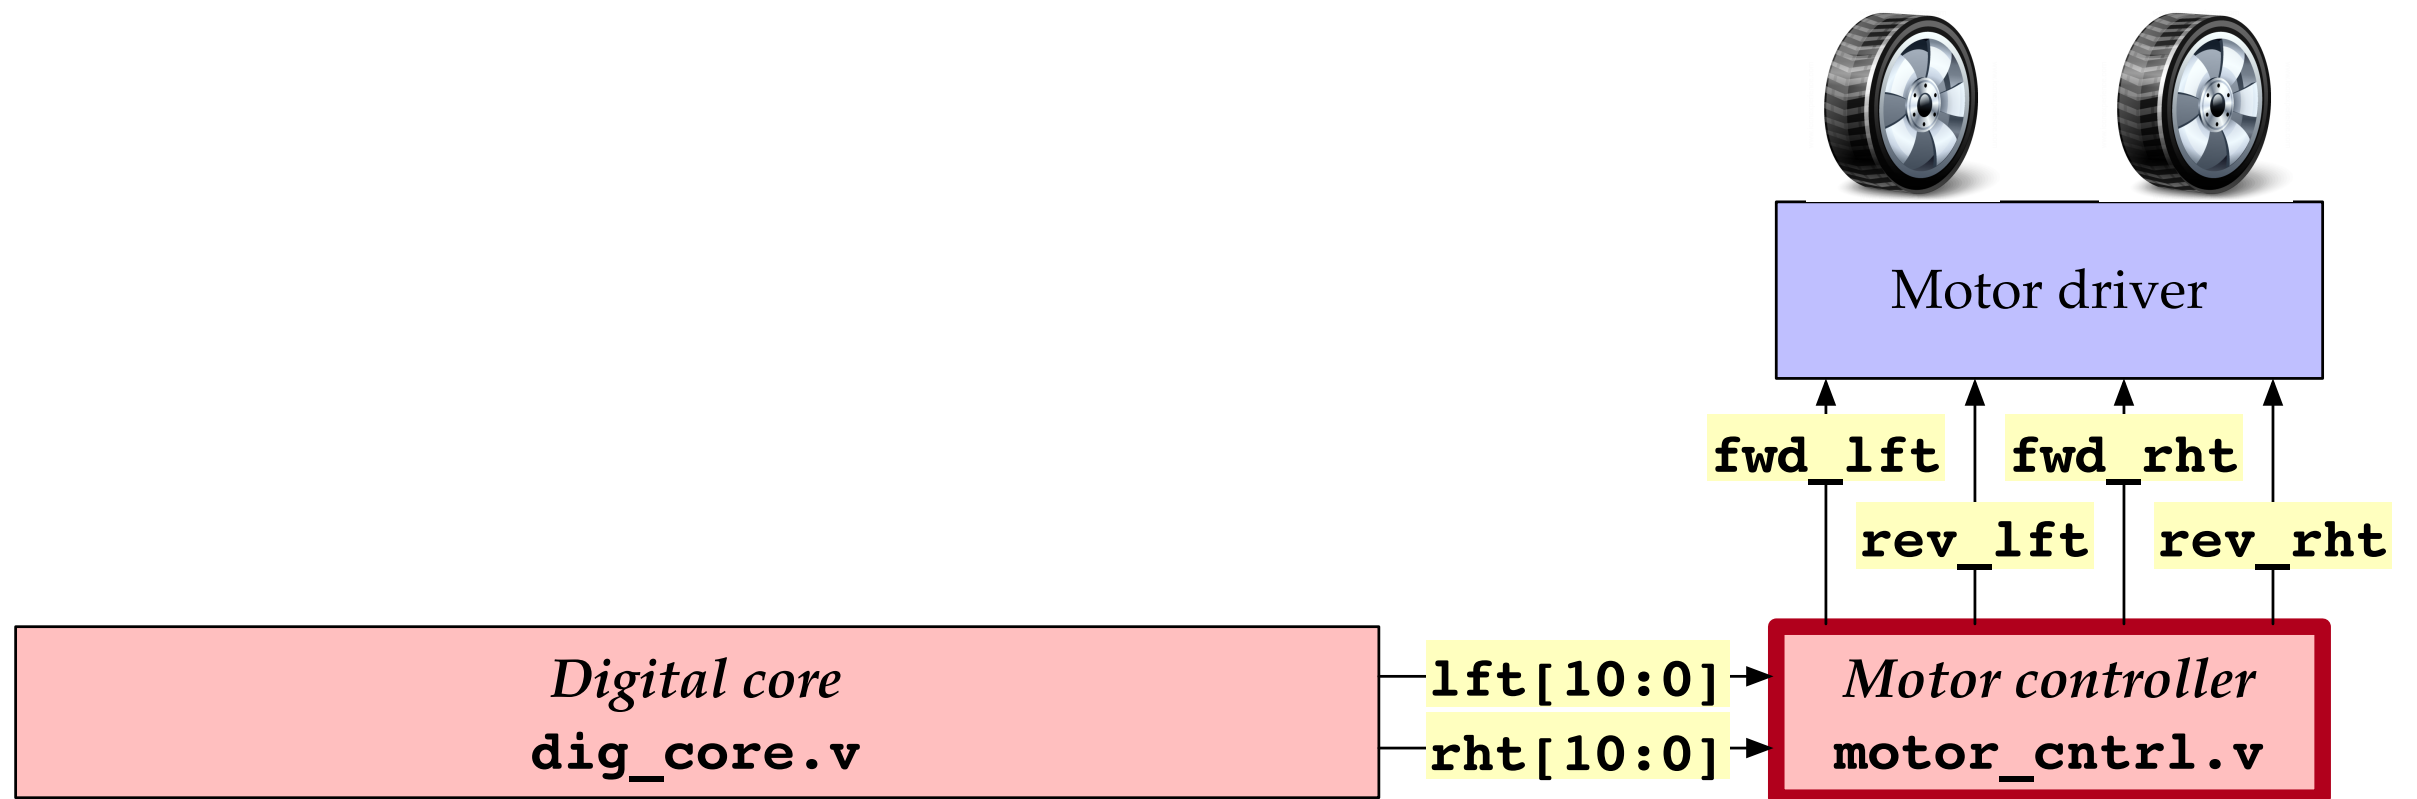 Motor driver
fwd_lft
fwd_rht
rev_lft
rev_rht
Digital core
dig_core.v
lft[10:0]
rht[10:0]
Motor controller
motor_cntrl.v